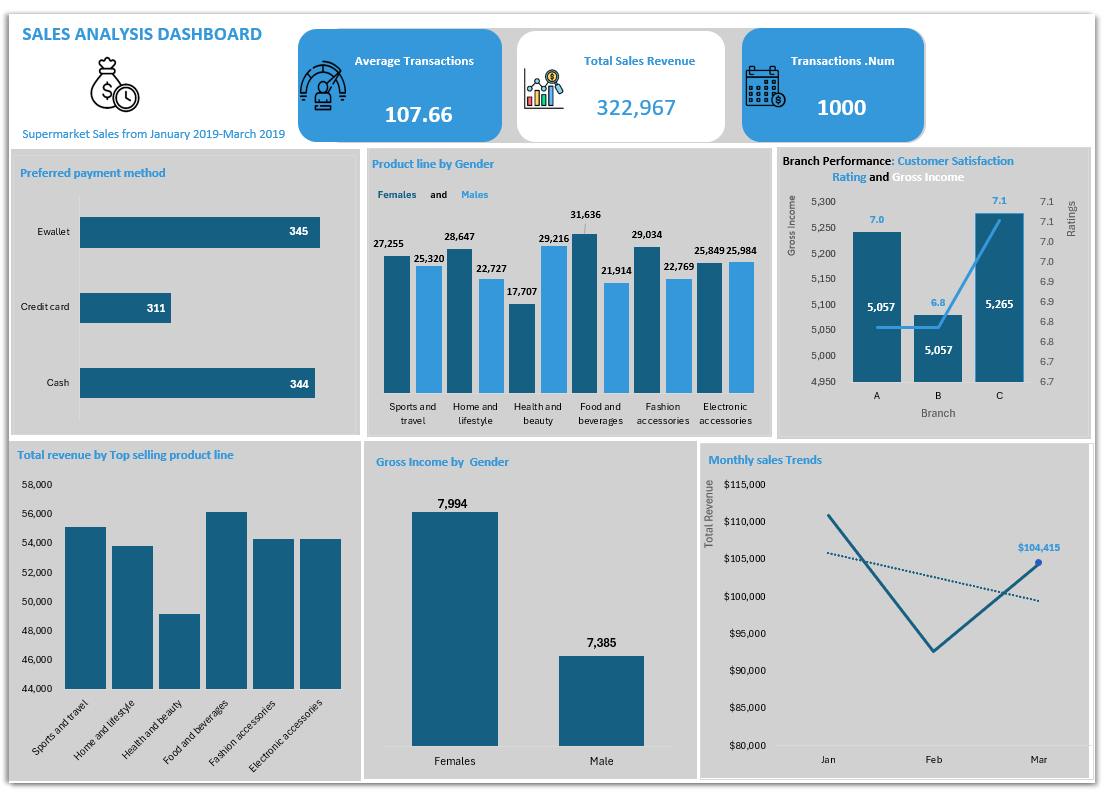 SALES ANALYSIS DASHBOARD
Supermarket Sales from January 2019-March 2019
Average Transactions
107.66
Total Sales Revenue
322,967
Transactions .Num
1000
Preferred payment method
Ewallet
345
Credit card
311
Cash
344
Product line by Gender
Females and Males
27,255
25,320
28,647
22,727
17,707
29,216
31,636
21,914
29,034
22,769
25,849
25,984
Sports and
travel
Home and
lifestyle
Health and
beauty
Food and
beverages
Fashion
accessories
Electronic
accessories
Branch Performance: Customer Satisfaction
Rating and Gross Income
Gross Income
5,300
5,250
5,200
5,150
5,100
5,050
5,000
4,950
7.0
6.8
7.1
5,057
5,057
5,265
7.1
7.1
7.0
7.0
6.9
6.9
6.8
6.8
6.7
6.7
Ratings
A
B
C
Branch
Total revenue by Top selling product line
58,000
56,000
54,000
52,000
50,000
48,000
46,000
44,000
Sports and travel
Home and lifestyle
Health and beauty
Food and beverages
Fashion accessories
Electronic accessories
Gross Income by Gender
7,994
7,385
Females
Male
Monthly sales Trends
Total Revenue
$115,000
$110,000
$105,000
$100,000
$95,000
$90,000
$85,000
$80,000
$104,415
Jan
Feb
Mar